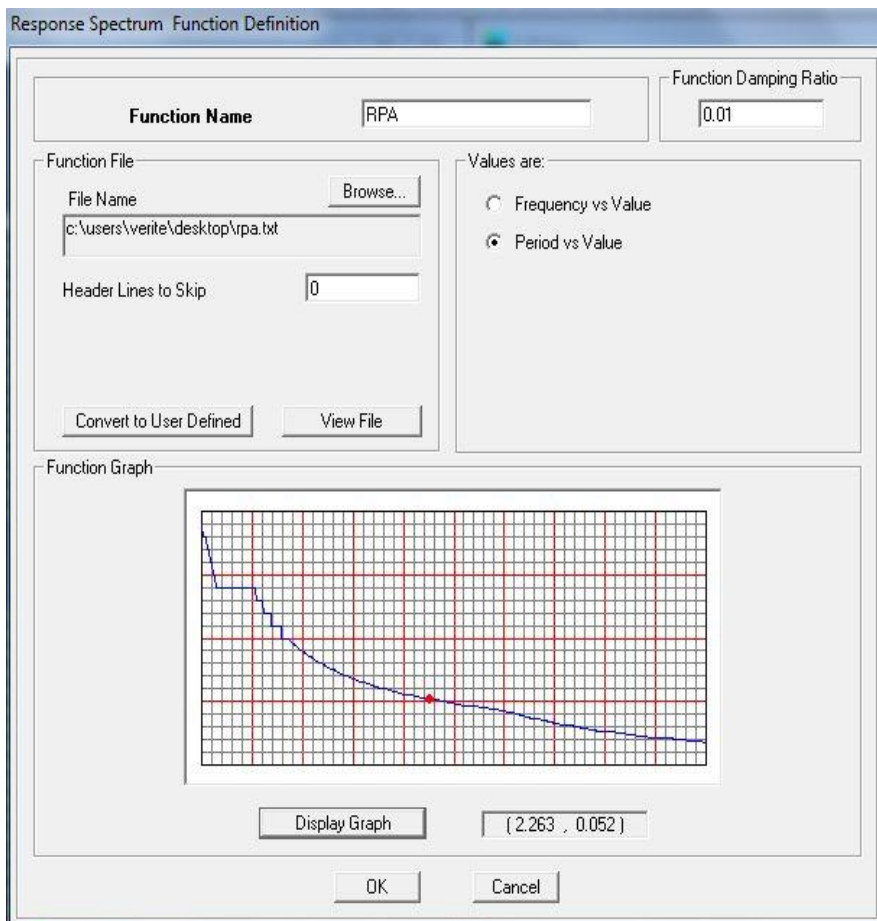 Response Spectrum Function Definition
Function Damping Ratio
Function Name
RPA
0.01
Function File
Values are:
File Name
Browse...
c:\users\verite\desktop\rpa.txt
Frequency vs Value
Period vs Value
Header Lines to Skip
0
Convert to User Defined
View File
Function Graph
Display Graph
( 2.263 , 0.052 )
OK
Cancel